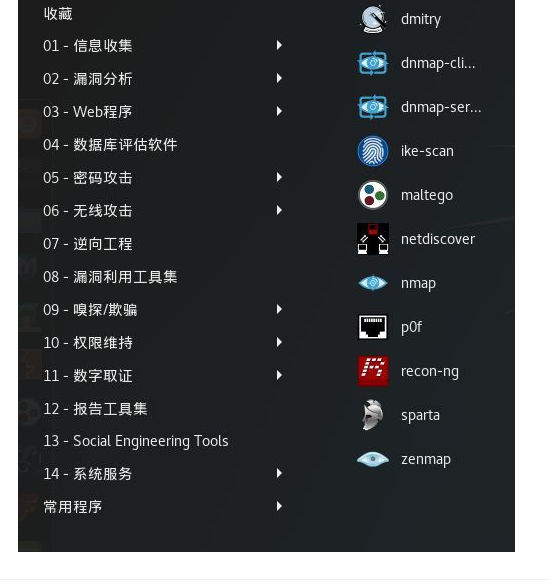 收藏
01 - 信息收集
02 - 漏洞分析
03 - Web程序
04 - 数据库评估软件
05 - 密码攻击
06 - 无线攻击
07 - 逆向工程
08 - 漏洞利用工具集
09 - 嗅探/欺骗
10 - 权限维持
11 - 数字取证
12 - 报告工具集
13 - Social Engineering Tools
14 - 系统服务
常用程序
dmitry
dnmap-cli...
dnmap-ser...
ike-scan
maltego
netdiscover
nmap
p0f
recon-ng
sparta
zenmap